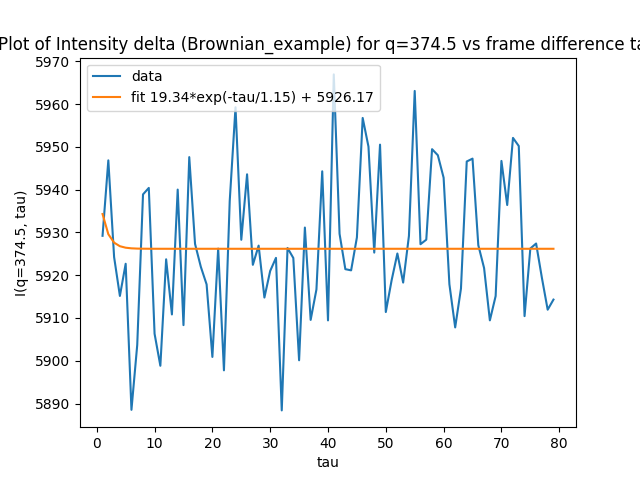 Plot of Intensity delta (Brownian_example) for q=374.5 vs frame difference ta
5970
5960
5950
5940
5930
5920
5910
5900
5890
I(q=374.5, tau)
data
fit 19.34*exp(-tau/1.15) + 5926.17
0 10 20 30 40 50 60 70 80
tau